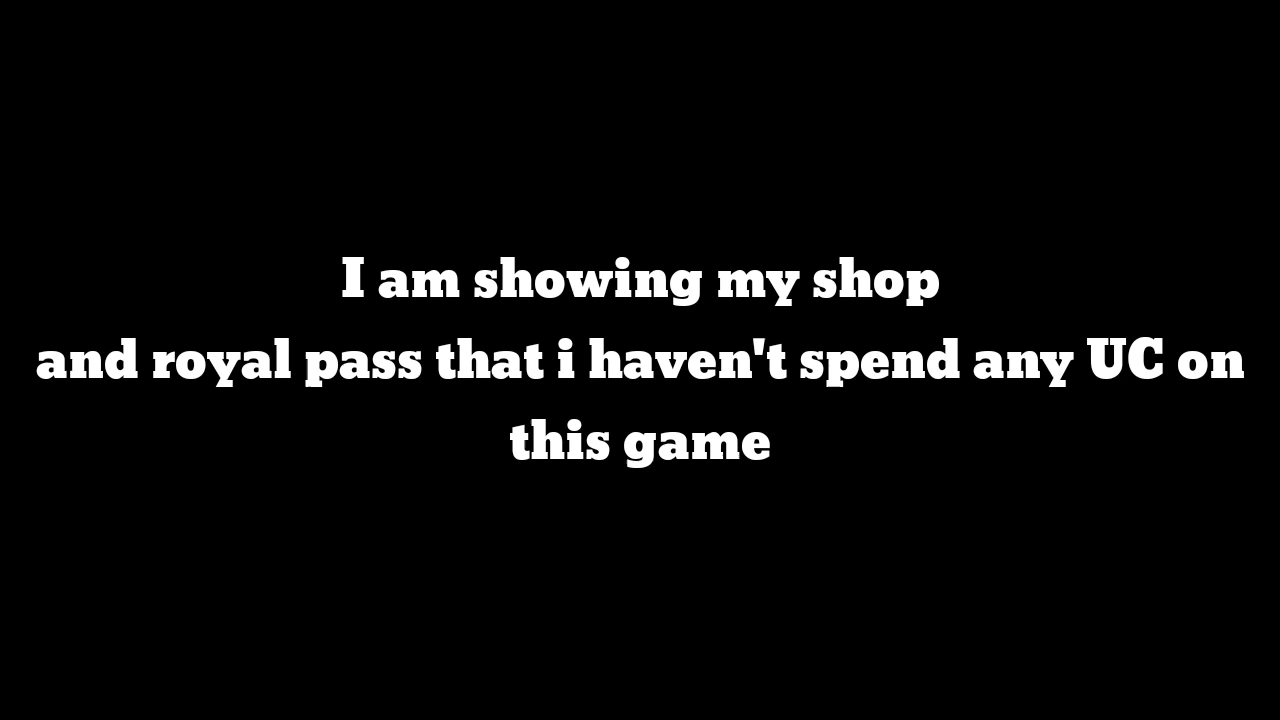 I am showing my shop
and royal pass that i haven't spend any UC on
this game